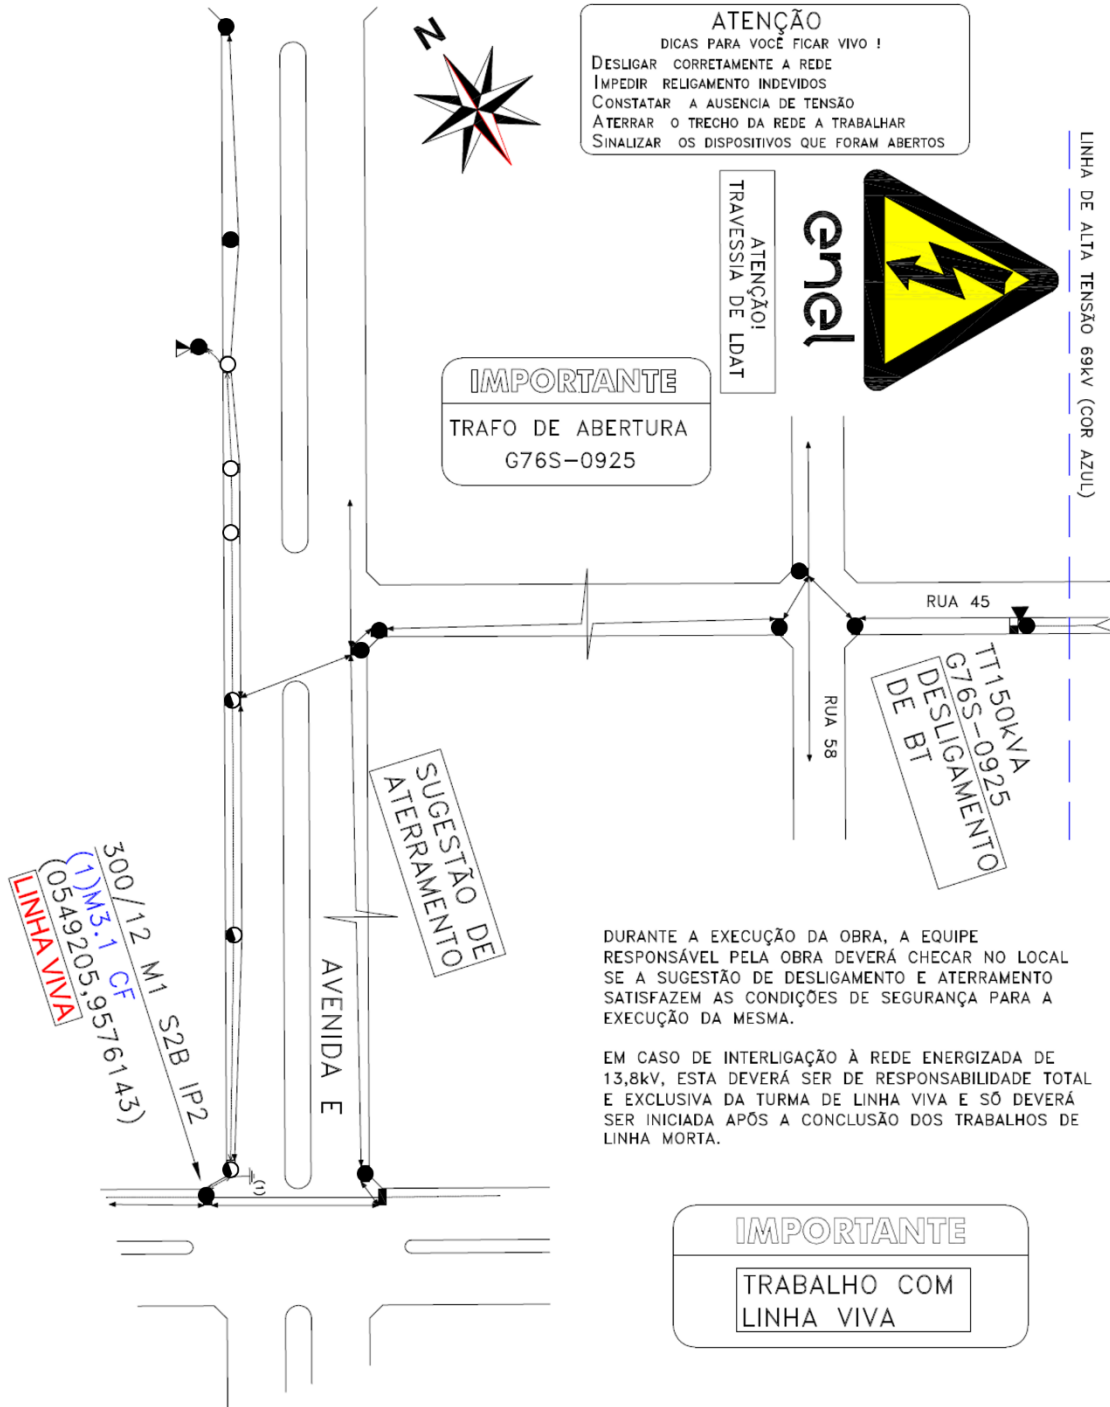 N
ATENÇÃO
DICAS PARA VOCÊ FICAR VIVO !
DESLIGAR CORRETAMENTE A REDE
IMPEDIR RELIGAMENTO INDEVIDOS
CONSTATAR A AUSENCIA DE TENSÃO
ATERRAR O TRECHO DA REDE A TRABALHAR
SINALIZAR OS DISPOSITIVOS QUE FORAM ABERTOS
LINHA DE ALTA TENSÃO 69kV (COR AZUL)
enel
ATENÇÃO!
TRAVESSIA DE LDAT
IMPORTANTE
TRAFO DE ABERTURA
G76S-0925
RUA 45
RUA 58
TT150kVA
G76S-0925
DESLIGAMENTO
DE BT
SUGESTÃO DE
ATERRAMENTO
AVENIDA E
300/12 M1 S2B IP2
(1)M3.1 CF
(0549205,9576143)
LINHA VIVA
(1)
DURANTE A EXECUÇÃO DA OBRA, A EQUIPE
RESPONSÁVEL PELA OBRA DEVERÁ CHECAR NO LOCAL
SE A SUGESTÃO DE DESLIGAMENTO E ATERRAMENTO
SATISFAZEM AS CONDIÇÕES DE SEGURANÇA PARA A
EXECUÇÃO DA MESMA.
EM CASO DE INTERLIGAÇÃO À REDE ENERGIZADA DE
13,8kV, ESTA DEVERÁ SER DE RESPONSABILIDADE TOTAL
E EXCLUSIVA DA TURMA DE LINHA VIVA E SÓ DEVERÁ
SER INICIADA APÓS A CONCLUSÃO DOS TRABALHOS DE
LINHA MORTA.
IMPORTANTE
TRABALHO COM
LINHA VIVA